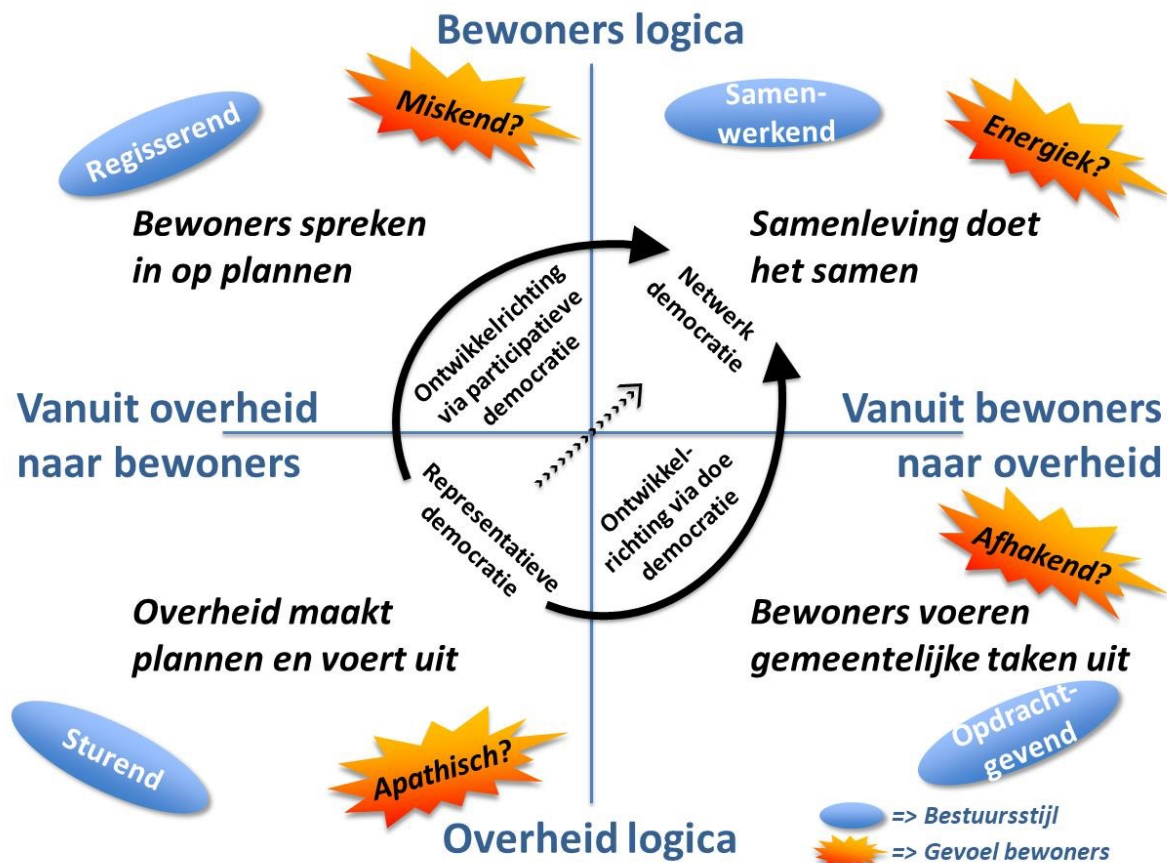 Bewoners logica
Regisserend
Miskend?
Samen-
werkend
Energiek?
Bewoners spreken
in op plannen
Samenleving doet
het samen
Ontwikkelrichting
via participatieve
democratie
Netwerk
democratie
Vanuit overheid
naar bewoners
Vanuit bewoners
naar overheid
Representatieve
democratie
Ontwikkel-
richting via doe
democratie
Afhakend?
Overheid maakt
plannen en voert uit
Bewoners voeren
gemeentelijke taken uit
Sturend
Apathisch?
Opdracht-
gevend
Overheid logica
=> Bestuursstijl
=> Gevoel bewoners